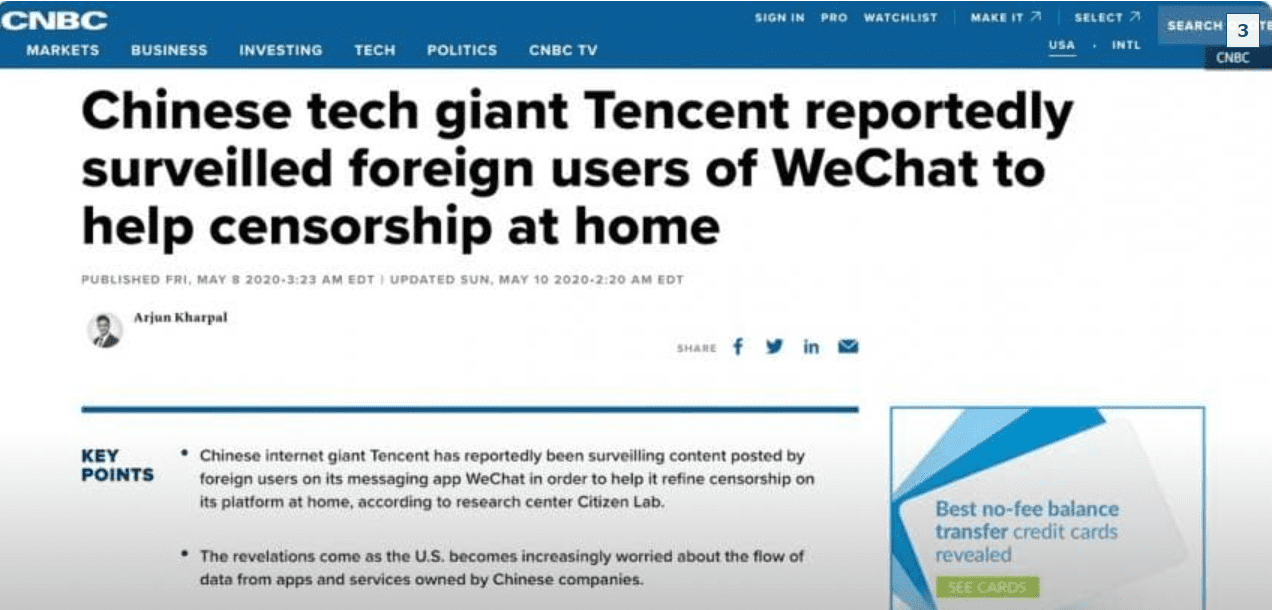 CNBC
SIGN IN PRO WATCHLIST MAKE IT SELECT
SEARCH
3
USA · INTL
CNBC
MARKETS BUSINESS INVESTING TECH POLITICS CNBC TV
Chinese tech giant Tencent reportedly
surveilled foreign users of WeChat to
help censorship at home
PUBLISHED FRI, MAY 8 2020•3:23 AM EDT | UPDATED SUN, MAY 10 2020•2:20 AM EDT
Arjun Kharpal
SHARE
KEY
POINTS
• Chinese internet giant Tencent has reportedly been surveilling content posted by
foreign users on its messaging app WeChat in order to help it refine censorship on
its platform at home, according to research center Citizen Lab.
• The revelations come as the U.S. becomes increasingly worried about the flow of
data from apps and services owned by Chinese companies.
Best no-fee balance
transfer credit cards
revealed
SEE CARDS